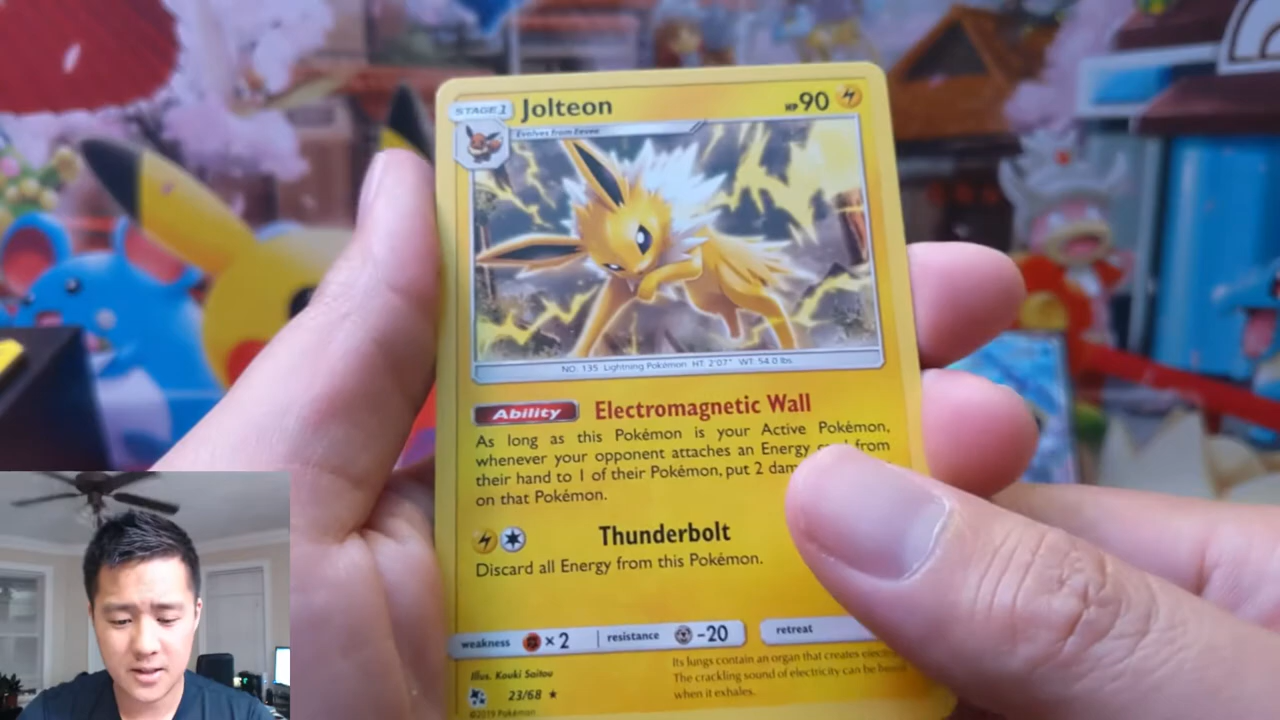 STAGE 1 Jolteon HP 90
Evolves from Eevee
NO. 135 Lightning Pokémon HT: 2'07" WT: 54.0 lbs.
Ability Electromagnetic Wall
As long as this Pokémon is your Active Pokémon,
whenever your opponent attaches an Energy from
their hand to 1 of their Pokémon, put 2
on that Pokémon.
Thunderbolt
Discard all Energy from this Pokémon.
weakness ×2 resistance -20 retreat
Illus. Kouki Saitou
23/68 ★
©2019 Pokémon
Its lungs contain an organ that creates
The crackling sound of electricity can be
when it exhales.